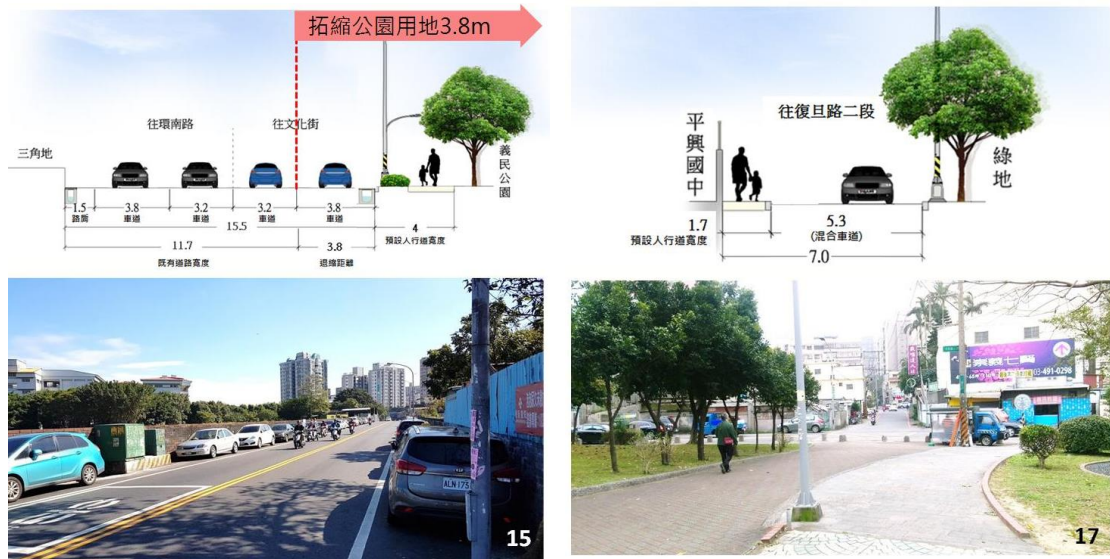 拓縮公園用地3.8m
往環南路
往文化街
三角地
義民公園
1.5
路肩
3.8
車道
3.2
車道
3.2
車道
3.8
車道
15.5
4
預設人行道寬度
11.7
既有道路寬度
3.8
退縮距離
往復旦路二段
平興國中
綠地
1.7
預設人行道寬度
5.3
(混合車道)
7.0
15
17
03-491-0298